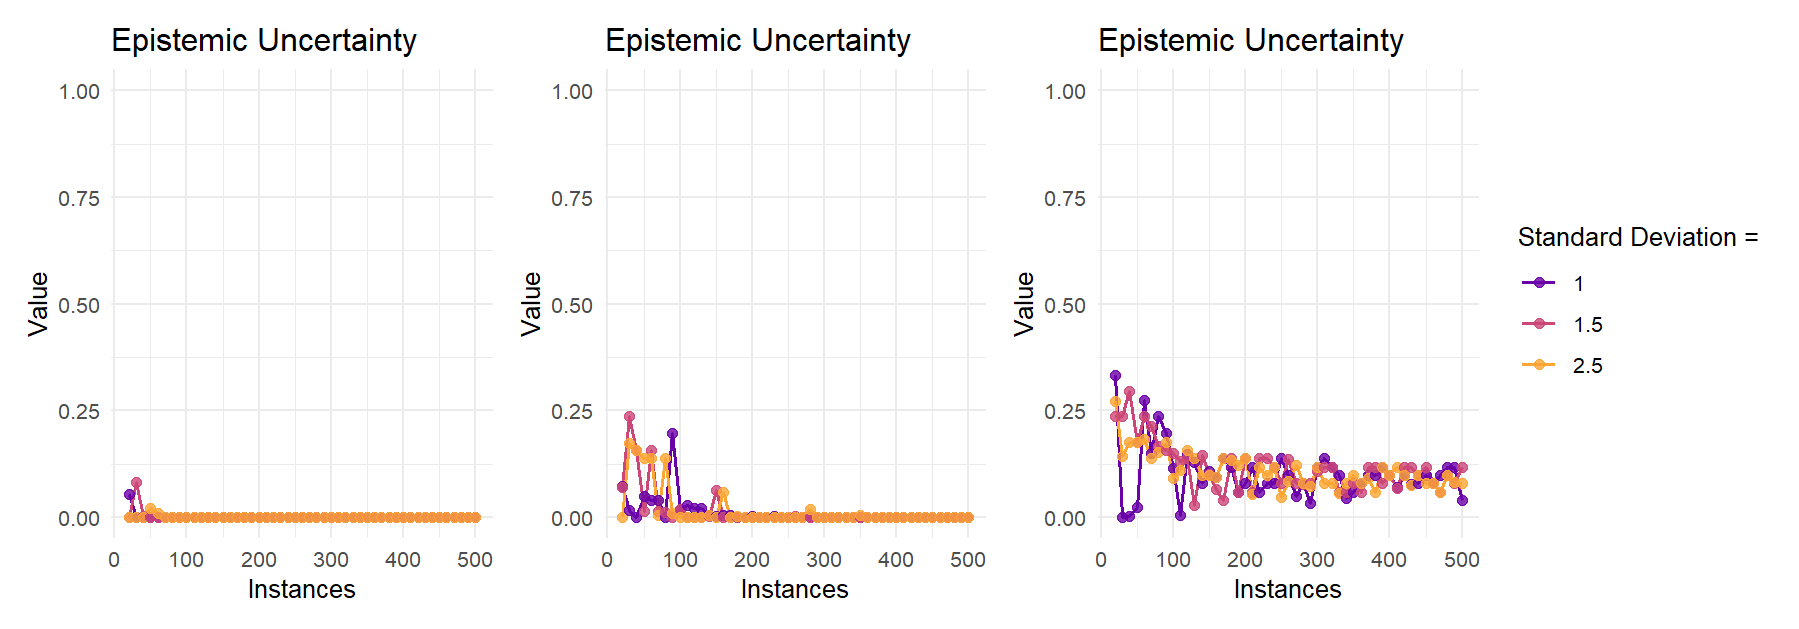 Epistemic Uncertainty
1.00
0.75
0.50
0.25
0.00
Value
0 100 200 300 400 500
Instances
Epistemic Uncertainty
1.00
0.75
0.50
0.25
0.00
Value
0 100 200 300 400 500
Instances
Epistemic Uncertainty
1.00
0.75
0.50
0.25
0.00
Value
0 100 200 300 400 500
Instances
Standard Deviation =
1
1.5
2.5